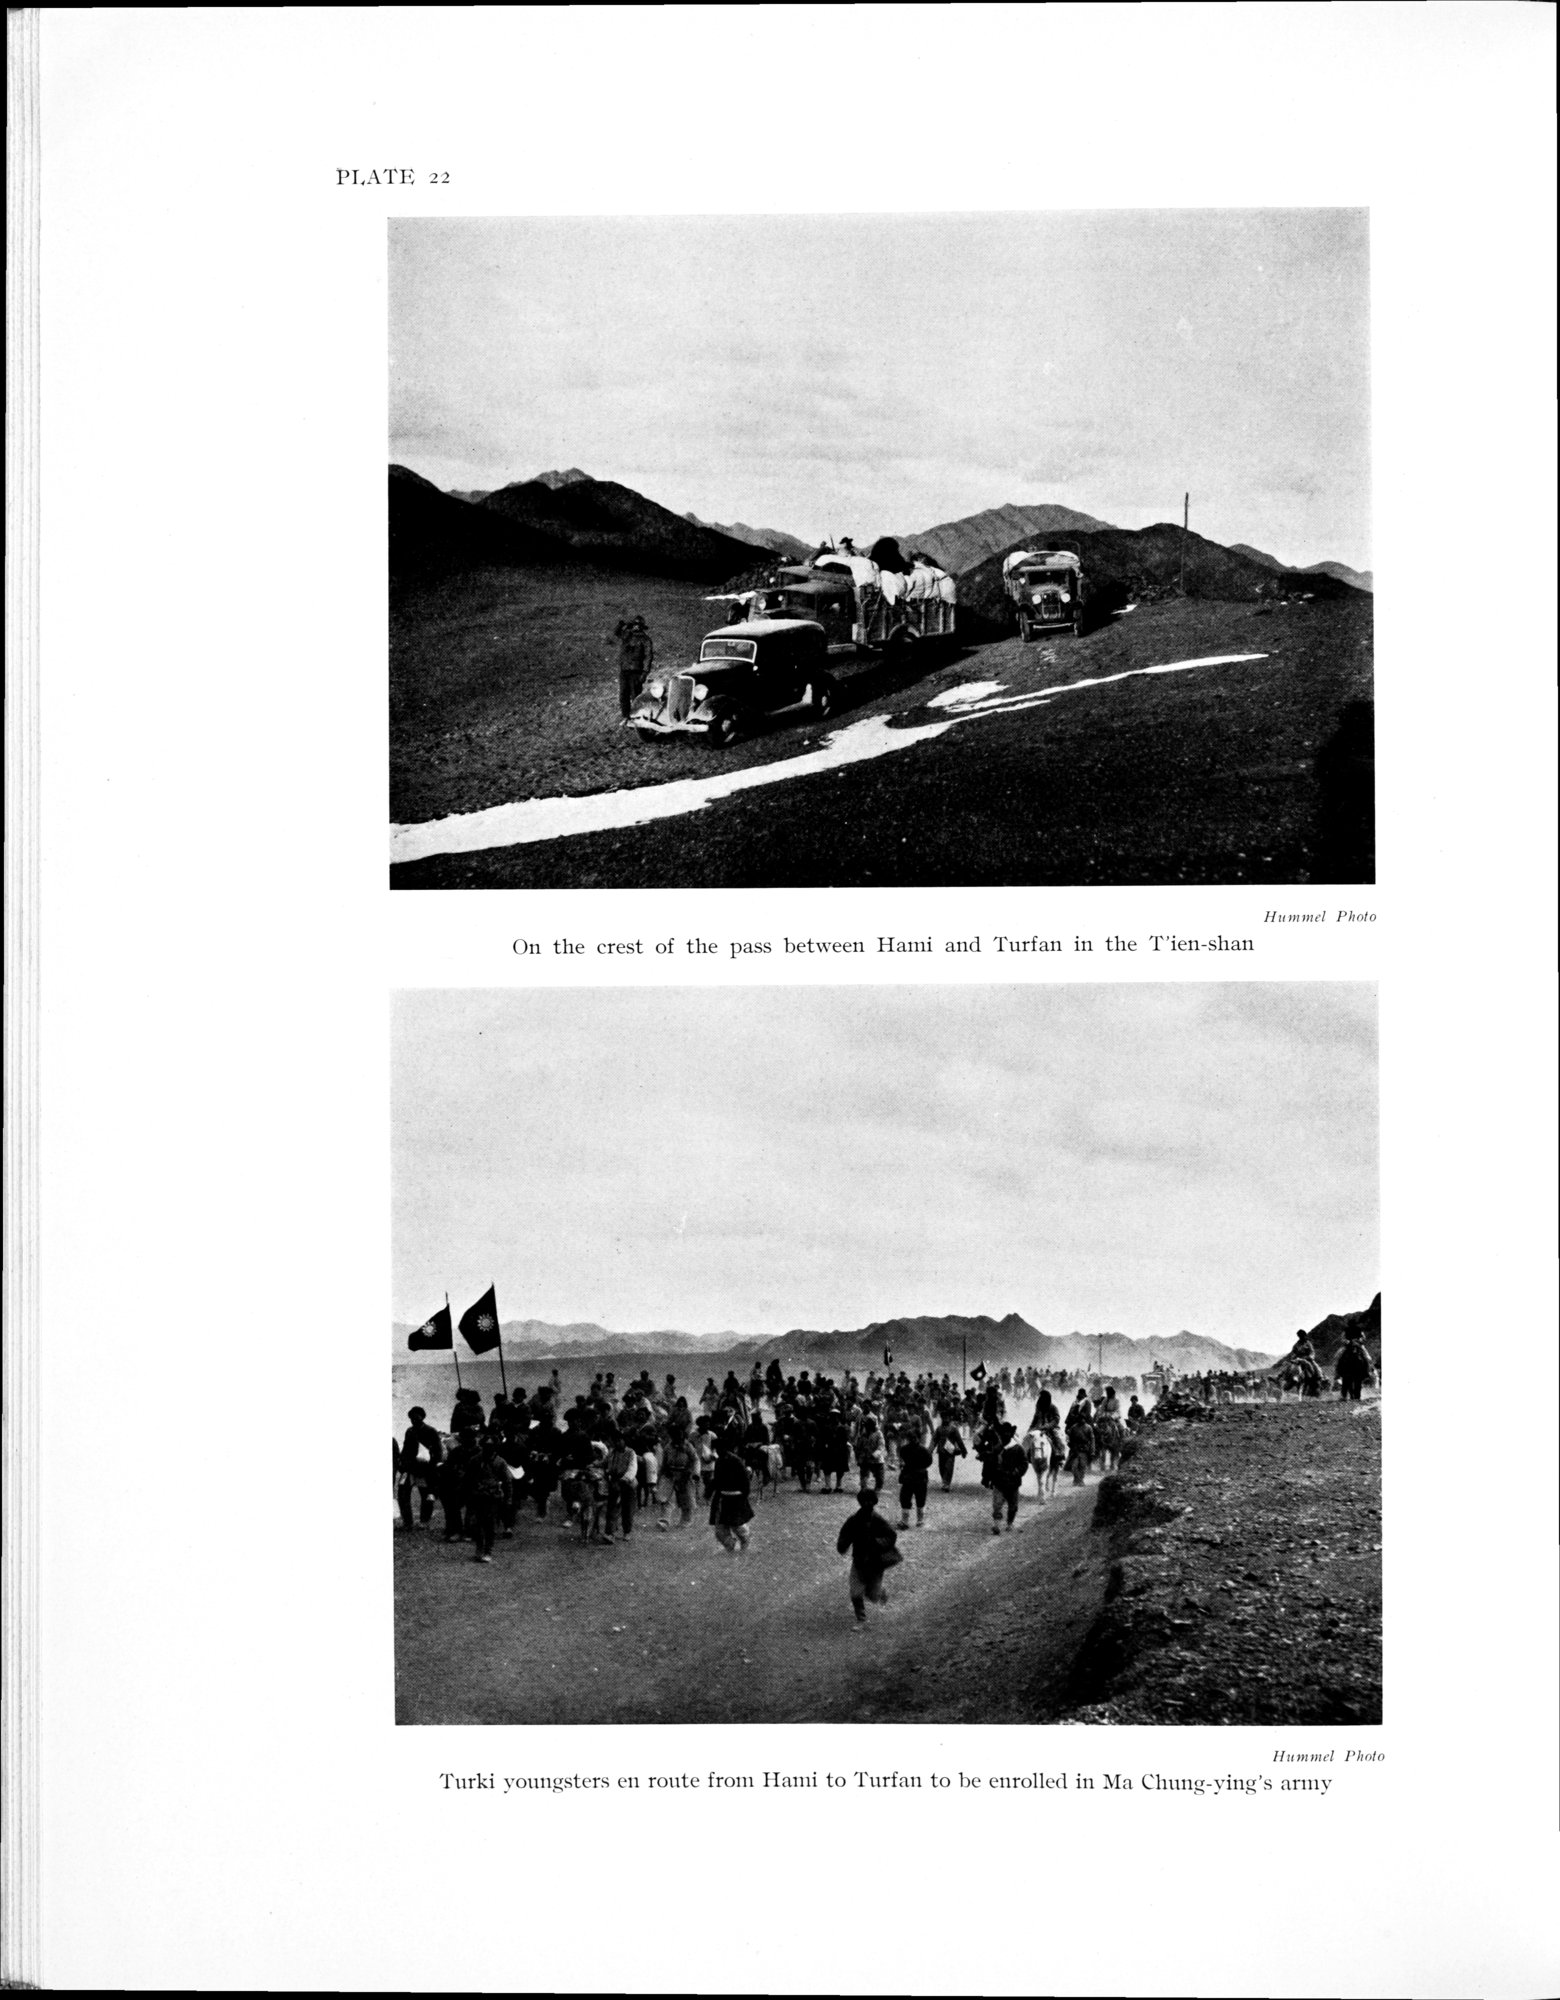 PLATE 22
Hummel Photo
On the crest of the pass between Hami and Turfan in the T'ien-shan
Hummel Photo
Turki youngsters en route from Hami to Turfan to be enrolled in Ma Chung-ying's army